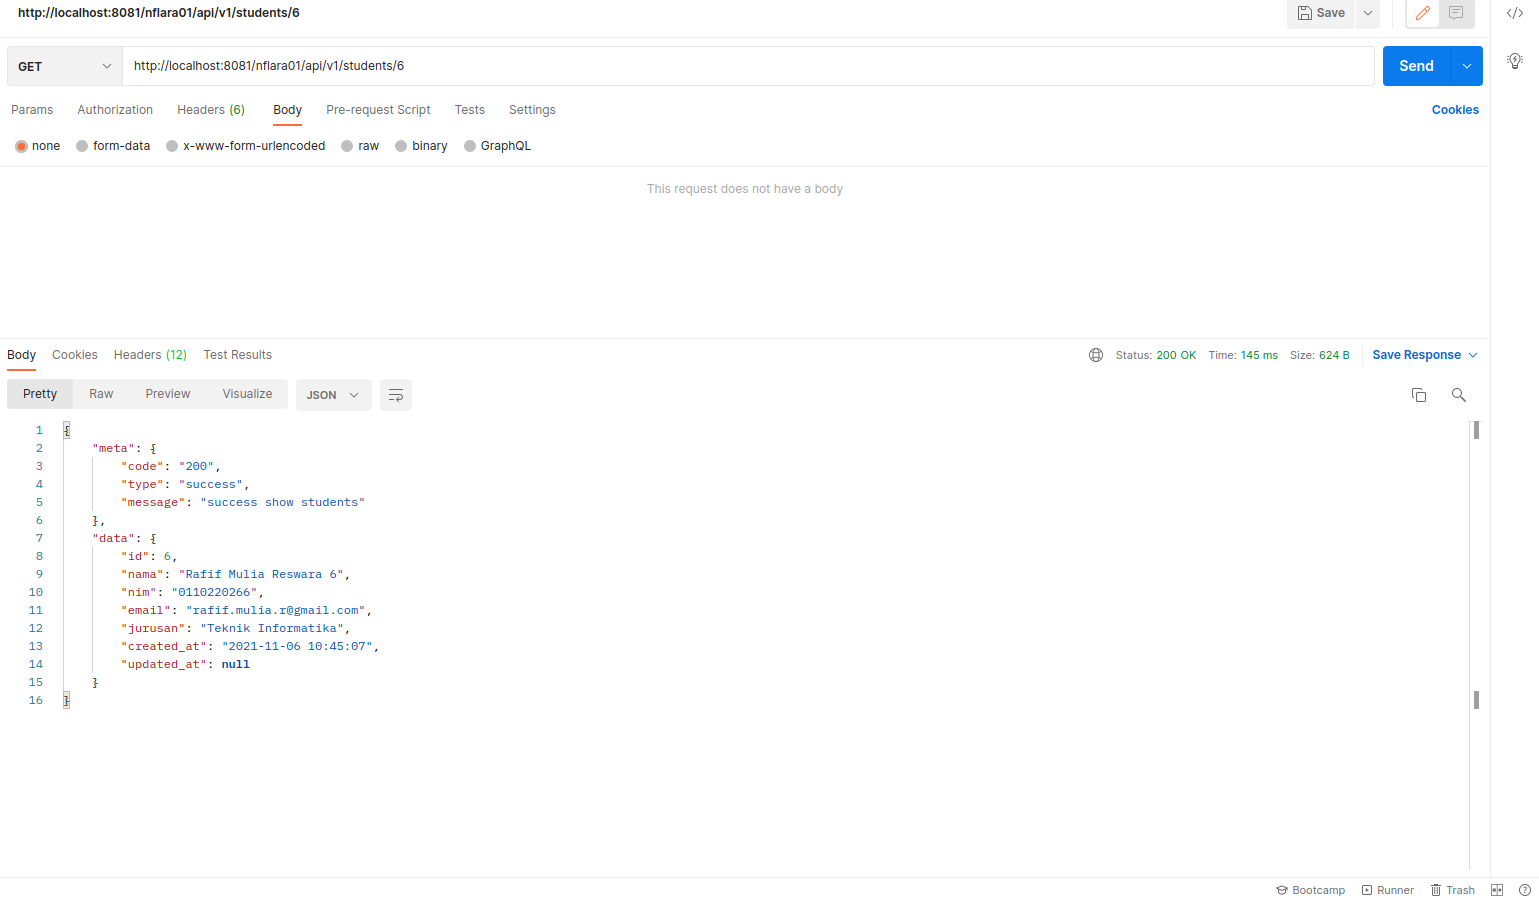 http://localhost:8081/nflara01/api/v1/students/6
Save
GET
http://localhost:8081/nflara01/api/v1/students/6
Send
Params Authorization Headers (6) Body Pre-request Script Tests Settings Cookies
none form-data x-www-form-urlencoded raw binary GraphQL
This request does not have a body
Body Cookies Headers (12) Test Results Status: 200 OK Time: 145 ms Size: 624 B Save Response
Pretty Raw Preview Visualize JSON
1 {
2 "meta": {
3 "code": "200",
4 "type": "success",
5 "message": "success show students"
6 },
7 "data": {
8 "id": 6,
9 "nama": "Rafif Mulia Reswara 6",
10 "nim": "0110220266",
11 "email": "rafif.mulia.r@gmail.com",
12 "jurusan": "Teknik Informatika",
13 "created_at": "2021-11-06 10:45:07",
14 "updated_at": null
15 }
16 }
Bootcamp Runner Trash